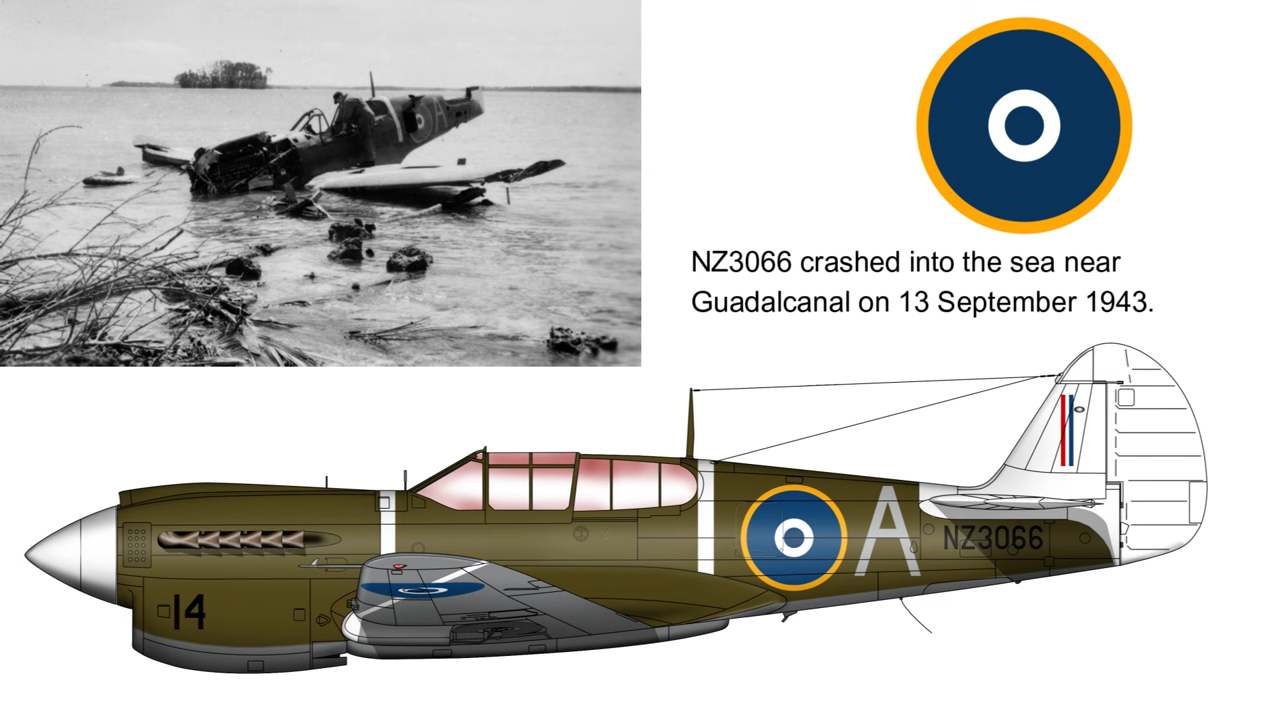 A
NZ3066 crashed into the sea near
Guadalcanal on 13 September 1943.
A
NZ3066
14